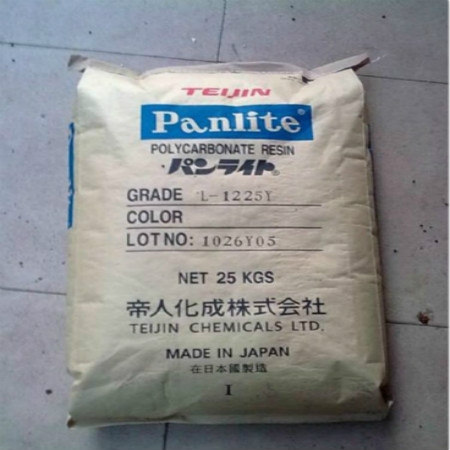 TEIJIN
Panlite®
POLYCARBONATE RESIN
パンライト®
GRADE L-1225Y
COLOR
LOT NO: 1026Y05
NET 25 KGS
帝人化成株式会社
TEIJIN CHEMICALS LTD.
MADE IN JAPAN
在日本國製造
I